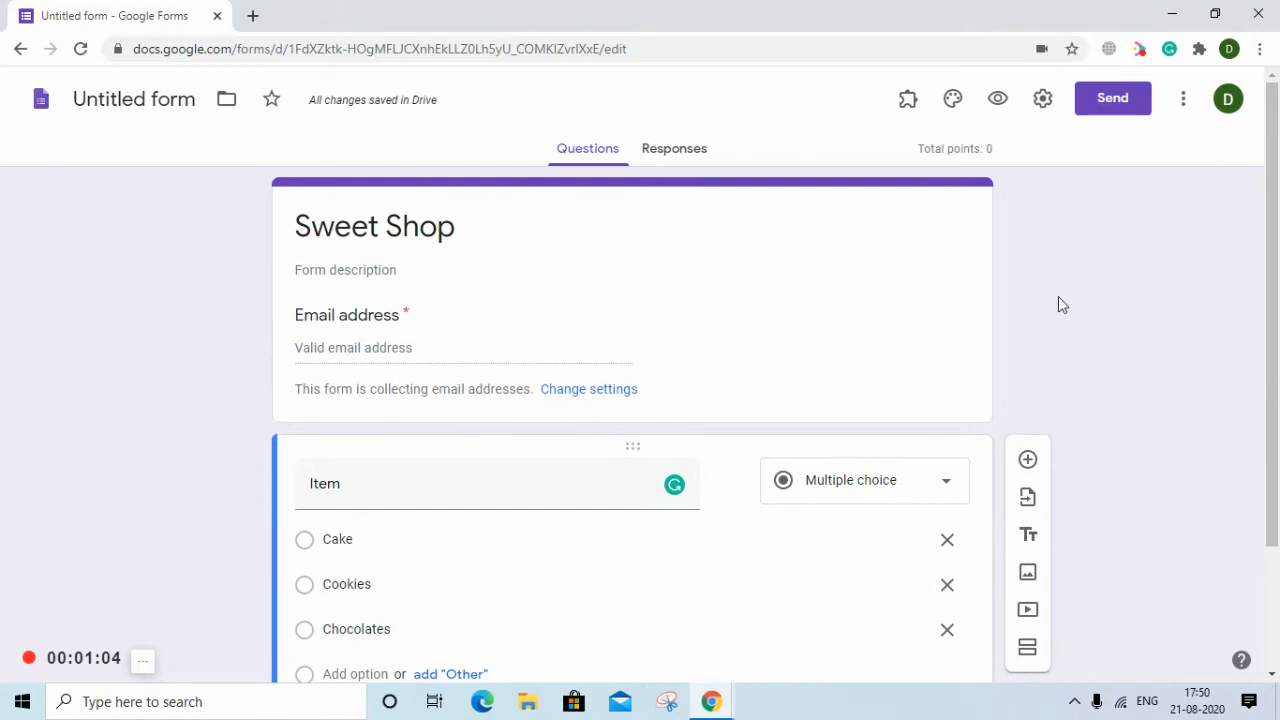 Untitled form - Google Forms
docs.google.com/forms/d/1FdXZktk-HOgMFLJCXnhEkLLZ0Lh5yU_COMKlZvrlXxE/edit
D
Untitled form
All changes saved in Drive
Send
D
Questions
Responses
Total points: 0
Sweet Shop
Form description
Email address *
Valid email address
This form is collecting email addresses. Change settings
Item
Multiple choice
Cake
Cookies
Chocolates
Add option or add "Other"
00:01:04
Type here to search
ENG
17:50
21-08-2020